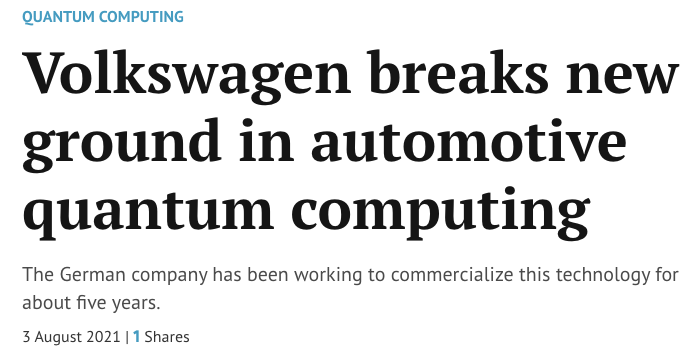 QUANTUM COMPUTING
Volkswagen breaks new
ground in automotive
quantum computing
The German company has been working to commercialize this technology for
about five years.
3 August 2021 | 1 Shares